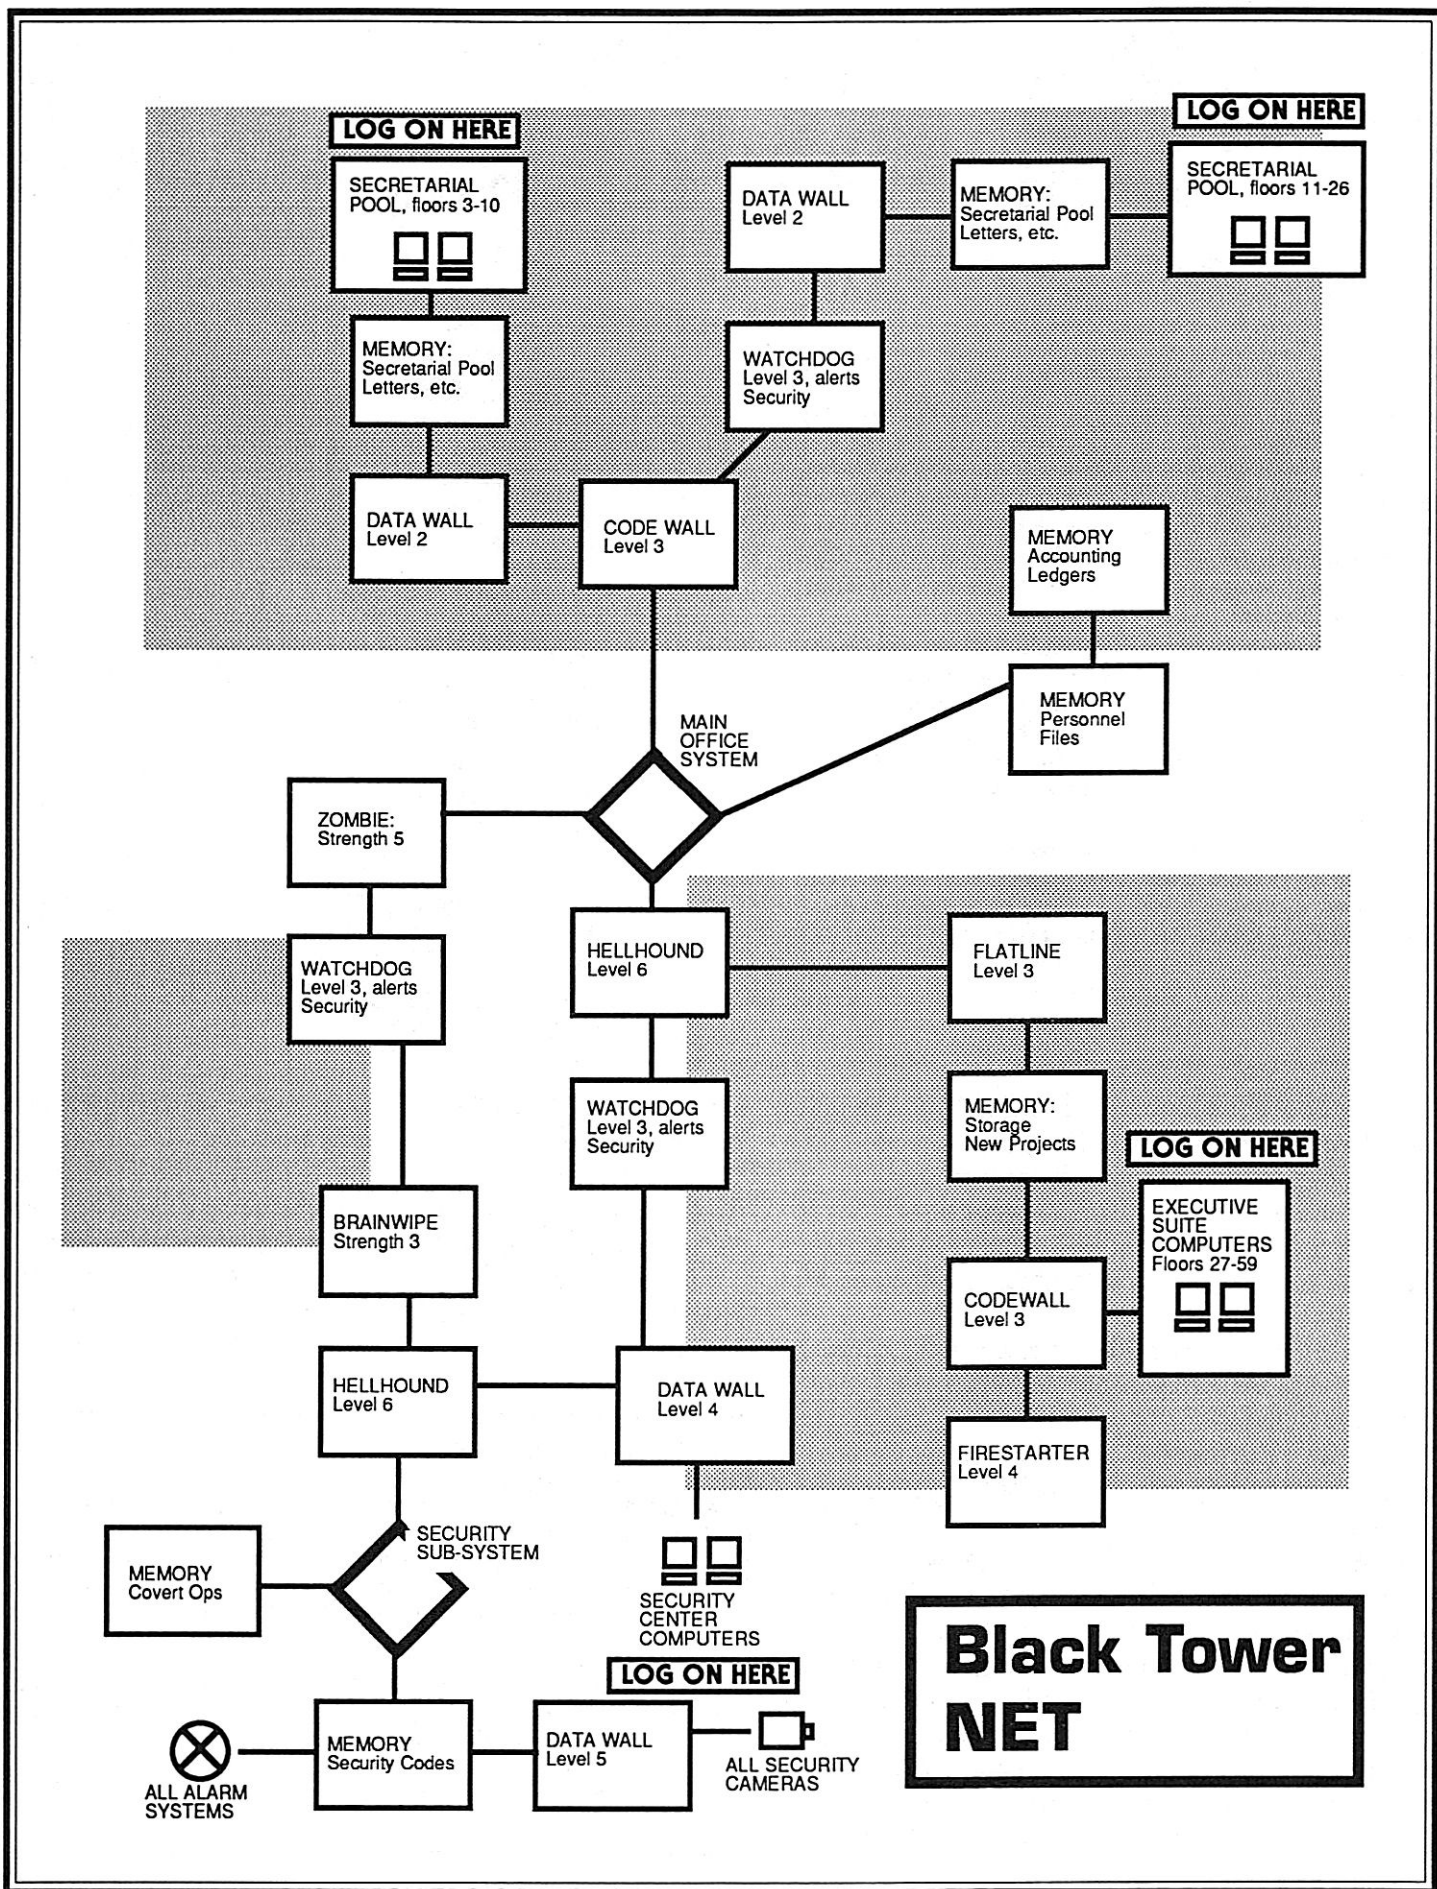 LOG ON HERE
SECRETARIAL
POOL, floors 3-10
MEMORY:
Secretarial Pool
Letters, etc.
DATA WALL
Level 2
CODE WALL
Level 3
DATA WALL
Level 2
WATCHDOG
Level 3, alerts
Security
MEMORY:
Secretarial Pool
Letters, etc.
LOG ON HERE
SECRETARIAL
POOL, floors 11-26
MEMORY
Accounting
Ledgers
MEMORY
Personnel
Files
MAIN
OFFICE
SYSTEM
ZOMBIE:
Strength 5
WATCHDOG
Level 3, alerts
Security
BRAINWIPE
Strength 3
HELLHOUND
Level 6
HELLHOUND
Level 6
WATCHDOG
Level 3, alerts
Security
DATA WALL
Level 4
FLATLINE
Level 3
MEMORY:
Storage
New Projects
LOG ON HERE
EXECUTIVE
SUITE
COMPUTERS
Floors 27-59
CODEWALL
Level 3
FIRESTARTER
Level 4
SECURITY
SUB-SYSTEM
MEMORY
Covert Ops
SECURITY
CENTER
COMPUTERS
LOG ON HERE
MEMORY
Security Codes
DATA WALL
Level 5
ALL ALARM
SYSTEMS
ALL SECURITY
CAMERAS
Black Tower
NET